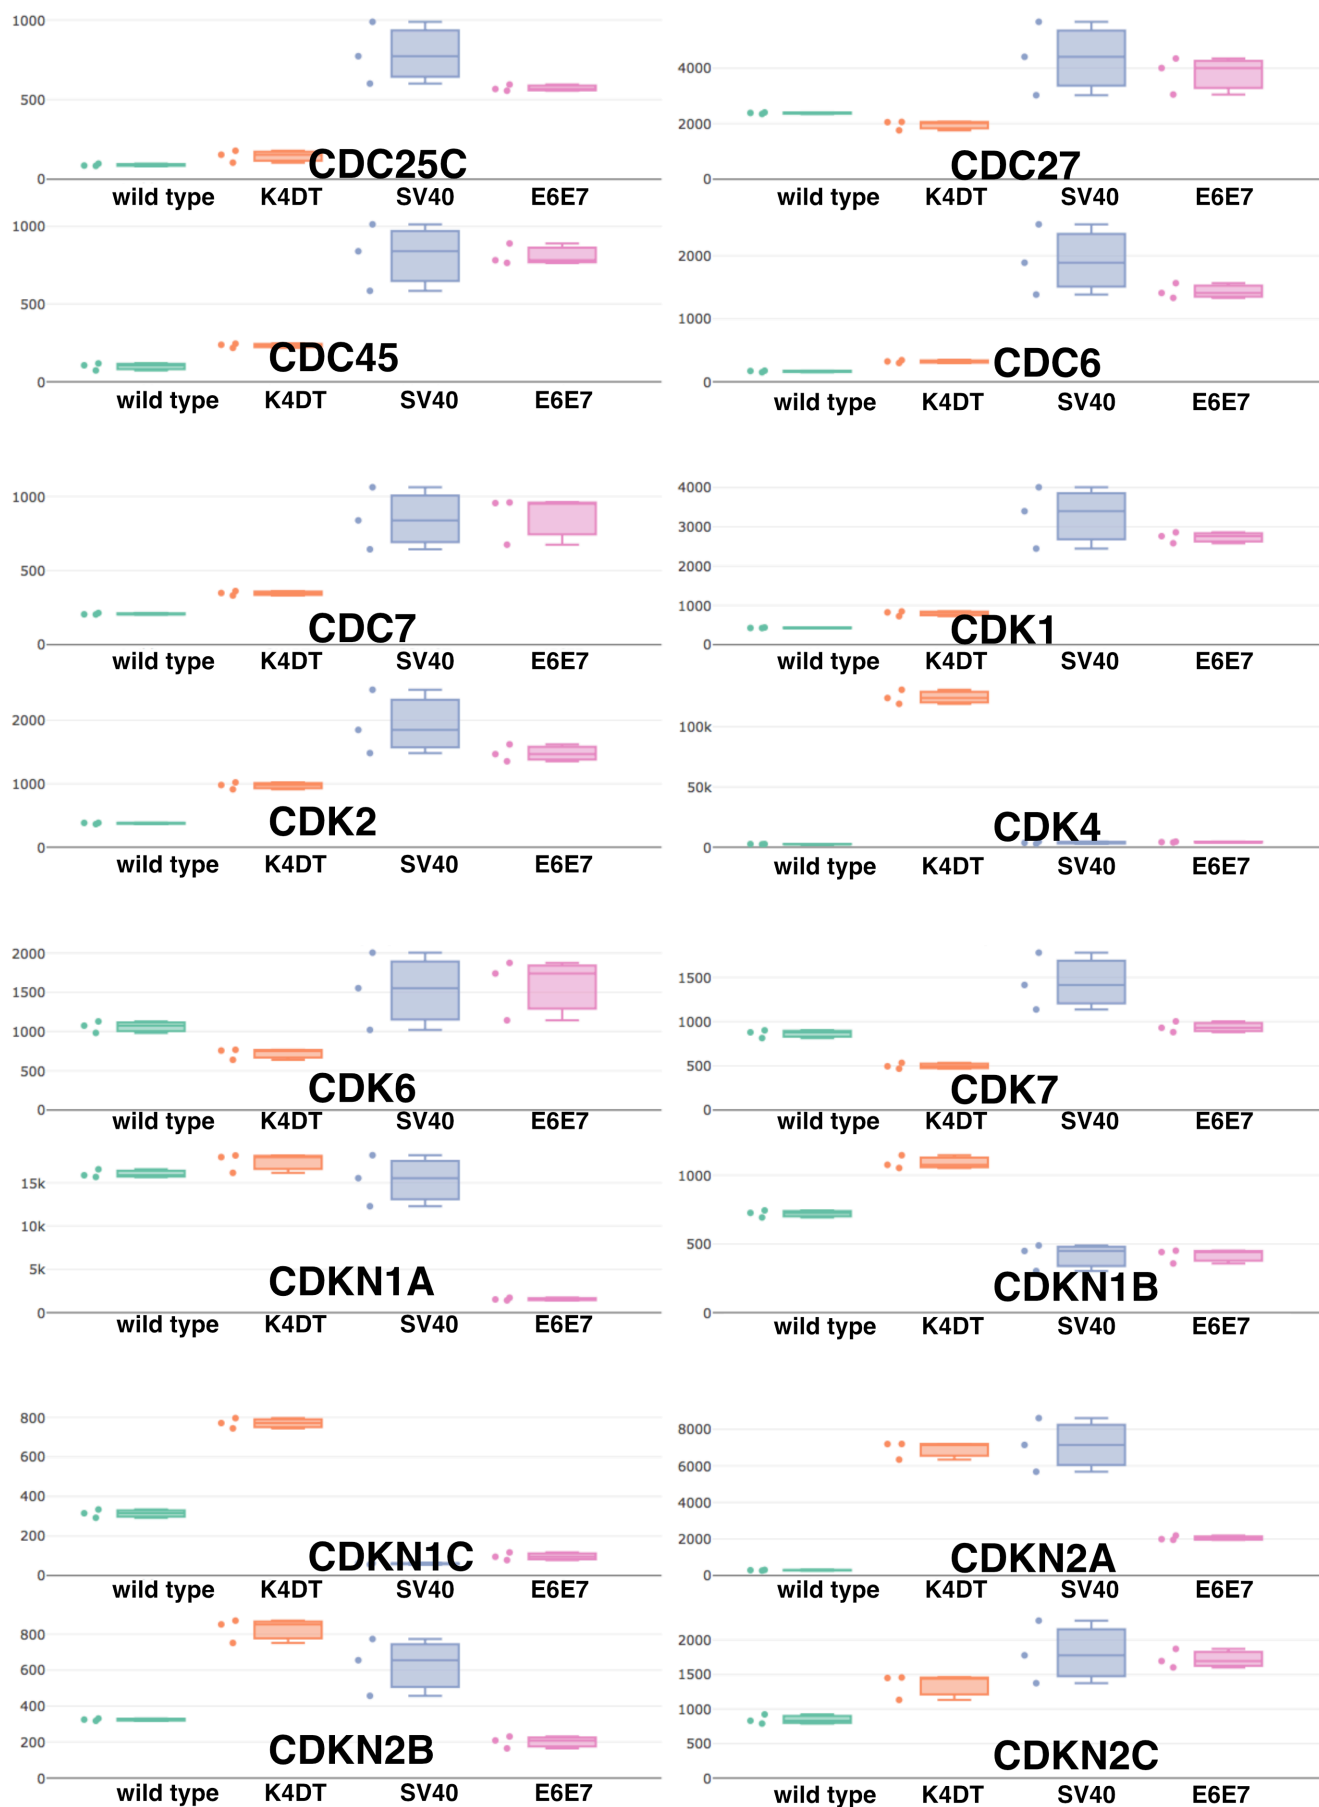 1000
500
0
CDC25C
wild type K4DT SV40 E6E7
4000
2000
0
CDC27
wild type K4DT SV40 E6E7
1000
500
0
CDC45
wild type K4DT SV40 E6E7
2000
1000
0
CDC6
wild type K4DT SV40 E6E7
1000
500
0
CDC7
wild type K4DT SV40 E6E7
4000
3000
2000
1000
0
CDK1
wild type K4DT SV40 E6E7
2000
1000
0
CDK2
wild type K4DT SV40 E6E7
100k
50k
0
CDK4
wild type K4DT SV40 E6E7
2000
1500
1000
500
0
CDK6
wild type K4DT SV40 E6E7
1500
1000
500
0
CDK7
wild type K4DT SV40 E6E7
15k
10k
5k
0
CDKN1A
wild type K4DT SV40 E6E7
1000
500
0
CDKN1B
wild type K4DT SV40 E6E7
800
600
400
200
0
CDKN1C
wild type K4DT SV40 E6E7
8000
6000
4000
2000
0
CDKN2A
wild type K4DT SV40 E6E7
800
600
400
200
0
CDKN2B
wild type K4DT SV40 E6E7
2000
1500
1000
500
0
CDKN2C
wild type K4DT SV40 E6E7